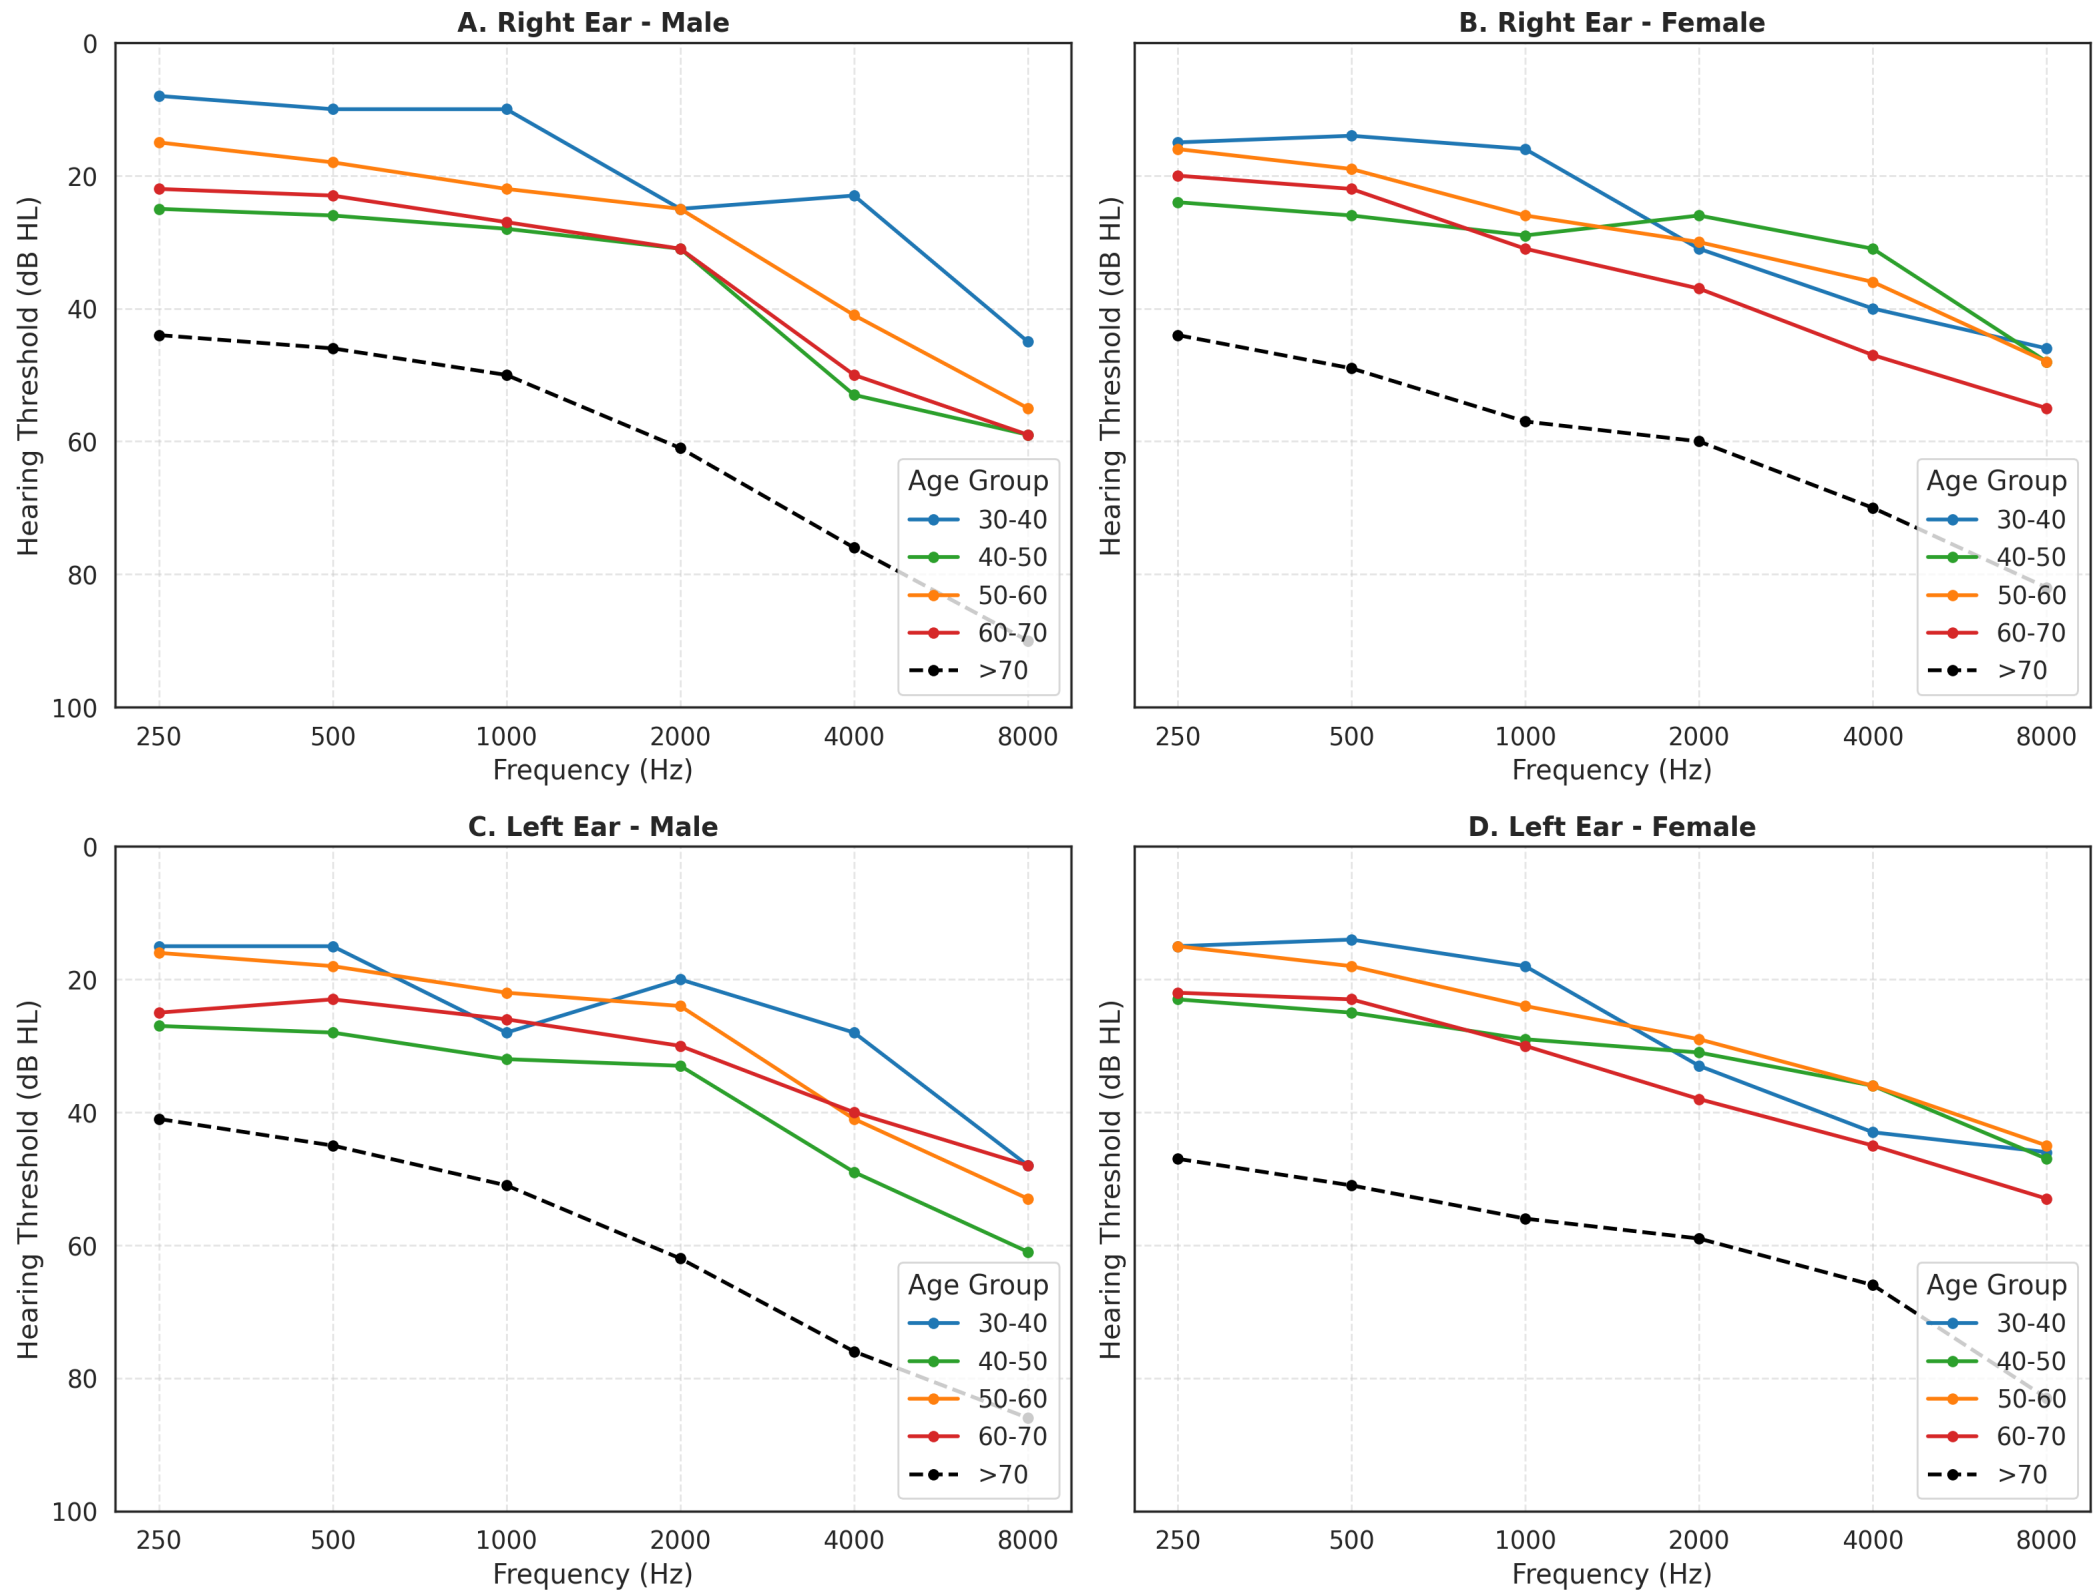 A. Right Ear - Male
Hearing Threshold (dB HL)
0
20
40
60
80
100
250 500 1000 2000 4000 8000
Frequency (Hz)
Age Group
30-40
40-50
50-60
60-70
>70
B. Right Ear - Female
Hearing Threshold (dB HL)
250 500 1000 2000 4000 8000
Frequency (Hz)
Age Group
30-40
40-50
50-60
60-70
>70
C. Left Ear - Male
Hearing Threshold (dB HL)
0
20
40
60
80
100
250 500 1000 2000 4000 8000
Frequency (Hz)
Age Group
30-40
40-50
50-60
60-70
>70
D. Left Ear - Female
Hearing Threshold (dB HL)
250 500 1000 2000 4000 8000
Frequency (Hz)
Age Group
30-40
40-50
50-60
60-70
>70